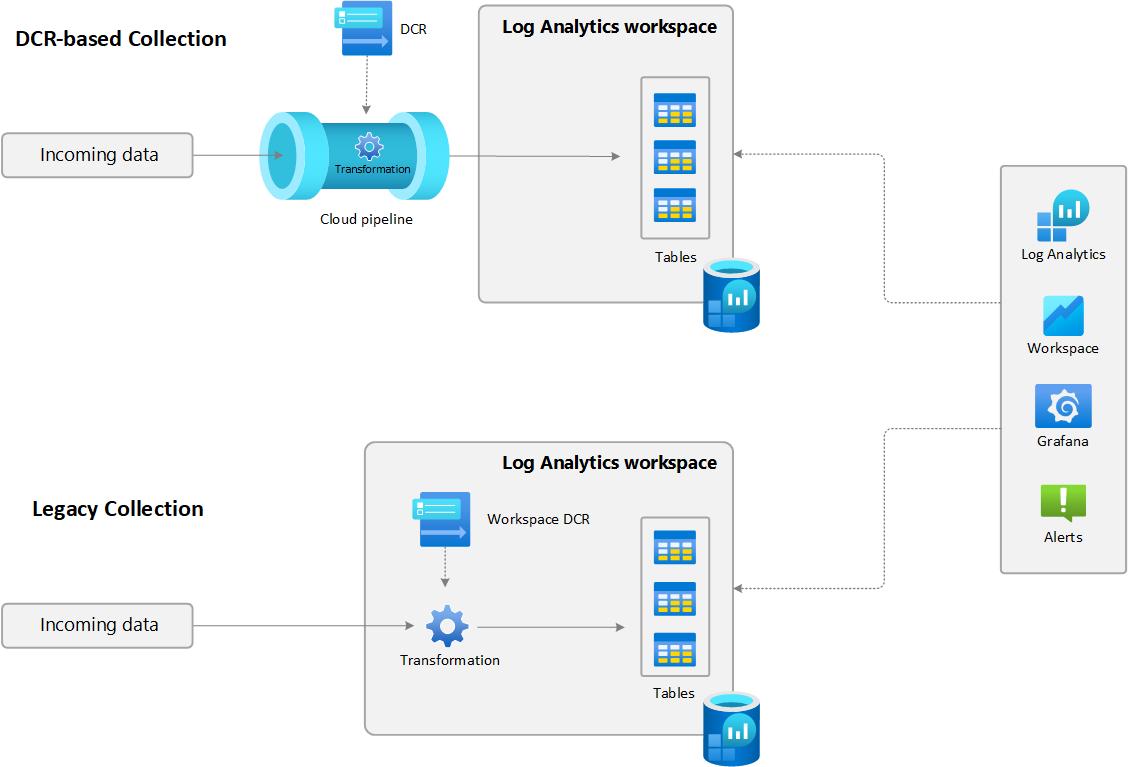 DCR-based Collection
DCR
Log Analytics workspace
Incoming data
Transformation
Cloud pipeline
Tables
Log Analytics
Workspace
Grafana
Alerts
Legacy Collection
Log Analytics workspace
Workspace DCR
Incoming data
Transformation
Tables